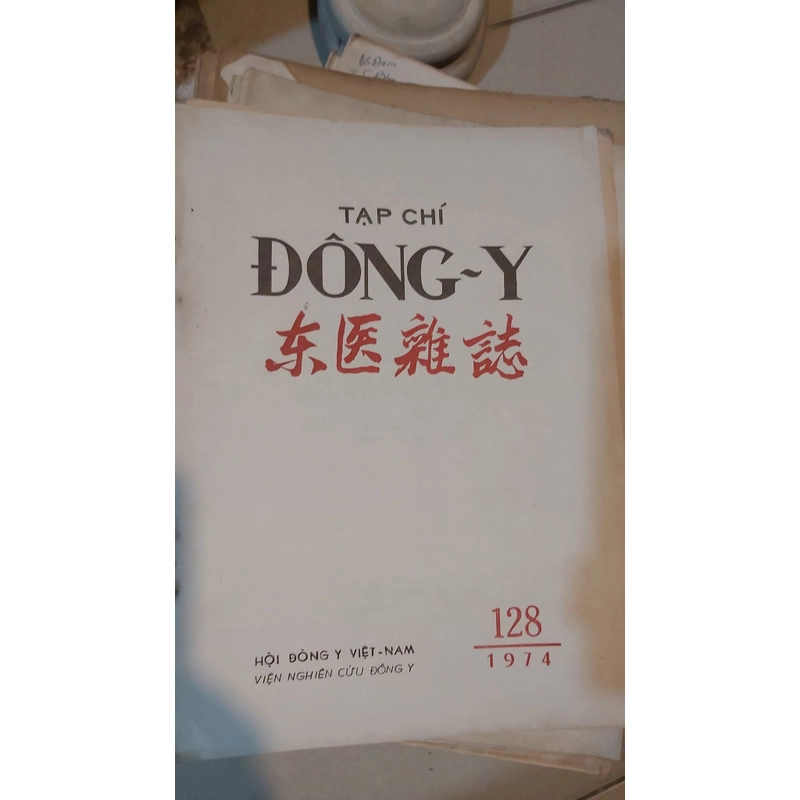 TẠP CHÍ
ĐÔNG~Y
东医雜誌
128
1974
HỘI ĐÔNG Y VIỆT-NAM
VIỆN NGHIÊN CỨU ĐÔNG Y